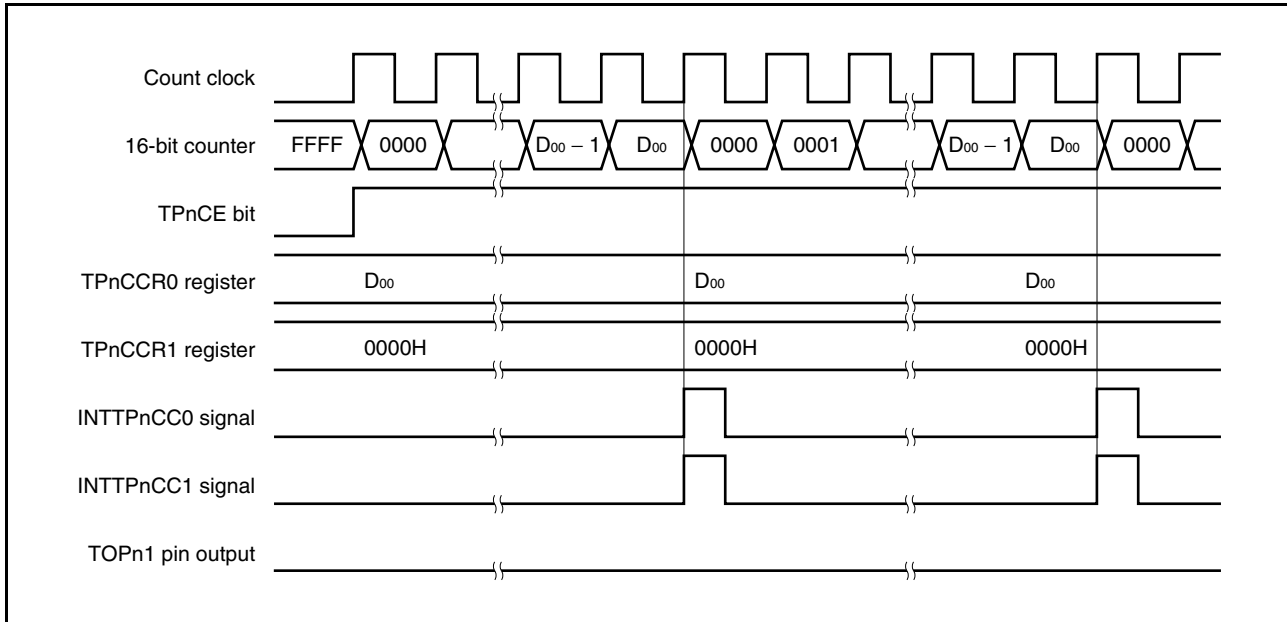 Count clock
16-bit counter FFFF 0000 D00 − 1 D00 0000 0001 D00 − 1 D00 0000
TPnCE bit
TPnCCR0 register D00 D00 D00
TPnCCR1 register 0000H 0000H 0000H
INTTPnCC0 signal
INTTPnCC1 signal
TOPn1 pin output